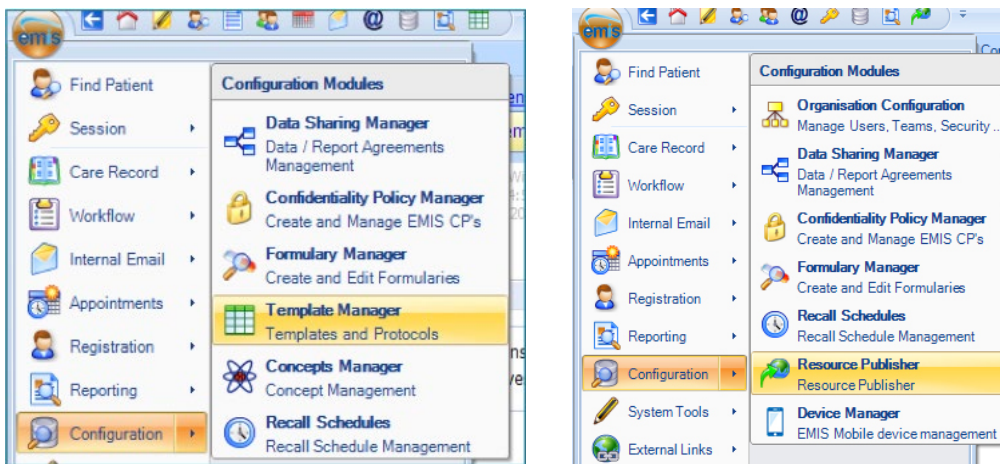 emis
Find Patient
Session
Care Record
Workflow
Internal Email
Appointments
Registration
Reporting
Configuration
Configuration Modules
Data Sharing Manager
Data / Report Agreements
Management
Confidentiality Policy Manager
Create and Manage EMIS CP's
Formulary Manager
Create and Edit Formularies
Template Manager
Templates and Protocols
Concepts Manager
Concept Management
Recall Schedules
Recall Schedule Management
emis
Find Patient
Session
Care Record
Workflow
Internal Email
Appointments
Registration
Reporting
Configuration
System Tools
External Links
Configuration Modules
Organisation Configuration
Manage Users, Teams, Security ...
Data Sharing Manager
Data / Report Agreements
Management
Confidentiality Policy Manager
Create and Manage EMIS CP's
Formulary Manager
Create and Edit Formularies
Recall Schedules
Recall Schedule Management
Resource Publisher
Resource Publisher
Device Manager
EMIS Mobile device management